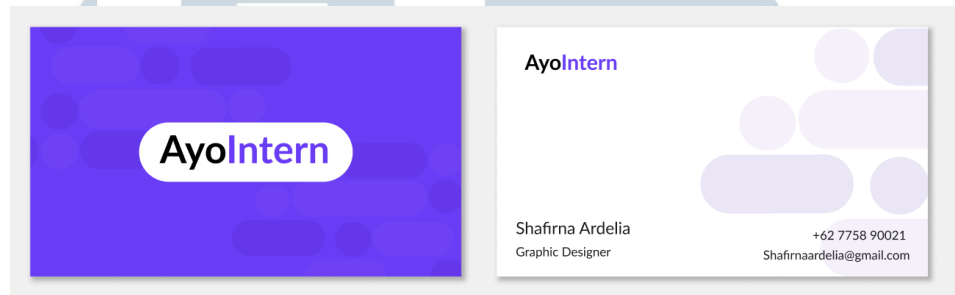 AyoIntern
AyoIntern
Shafirna Ardelia
Graphic Designer
+62 7758 90021
Shafirnaardelia@gmail.com